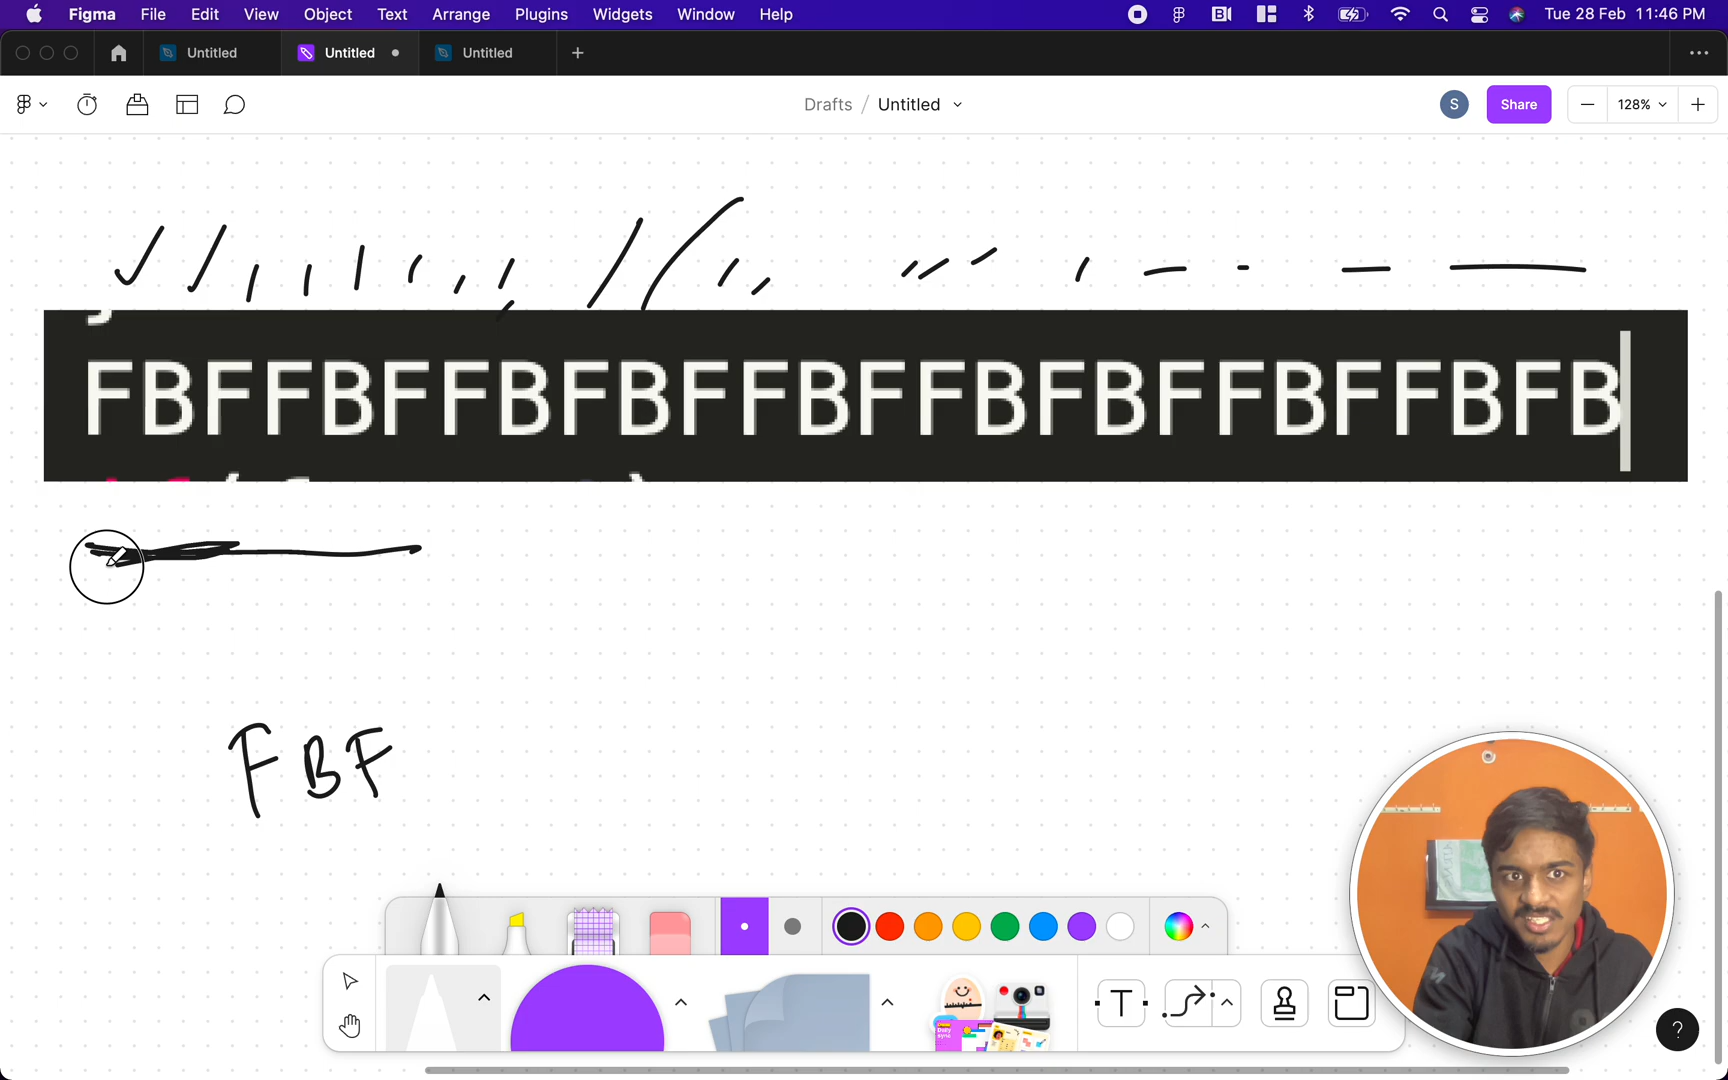 Figma File Edit View Object Text Arrange Plugins Widgets Window Help Tue 28 Feb 11:46 PM
Untitled Untitled Untitled
Drafts / Untitled S Share 128%
FBFFBFFBFBFFBFFBFBFFBFFBFB
FBF
T
?